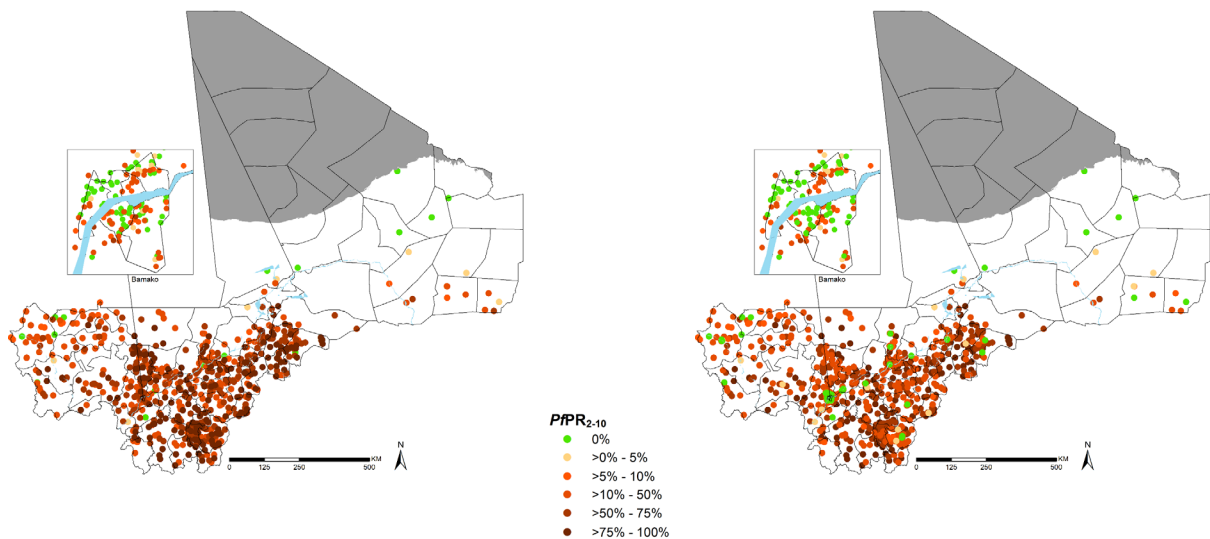 Bamako
Bamako
PfPR2-10
0%
>0% - 5%
>5% - 10%
>10% - 50%
>50% - 75%
>75% - 100%
N
KM
0 125 250 500
N
KM
0 125 250 500